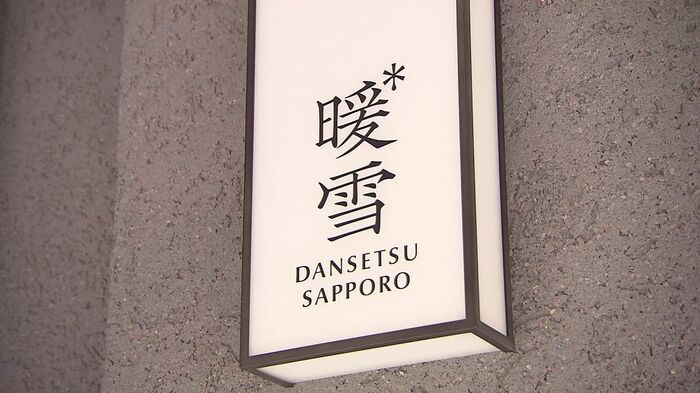 暖*
雪
DANSETSU
SAPPORO